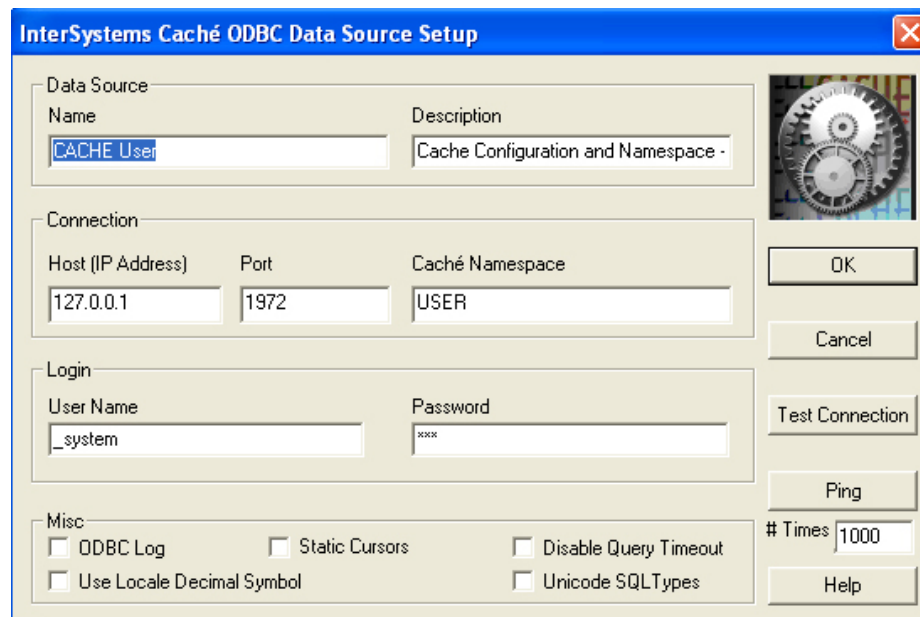 InterSystems Caché ODBC Data Source Setup
Data Source
Name
Description
CACHE User
Cache Configuration and Namespace -
Connection
Host (IP Address)
Port
Caché Namespace
127.0.0.1
1972
USER
OK
Cancel
Login
User Name
Password
_system
***
Test Connection
Ping
# Times
1000
Misc
ODBC Log
Static Cursors
Disable Query Timeout
Use Locale Decimal Symbol
Unicode SQLTypes
Help